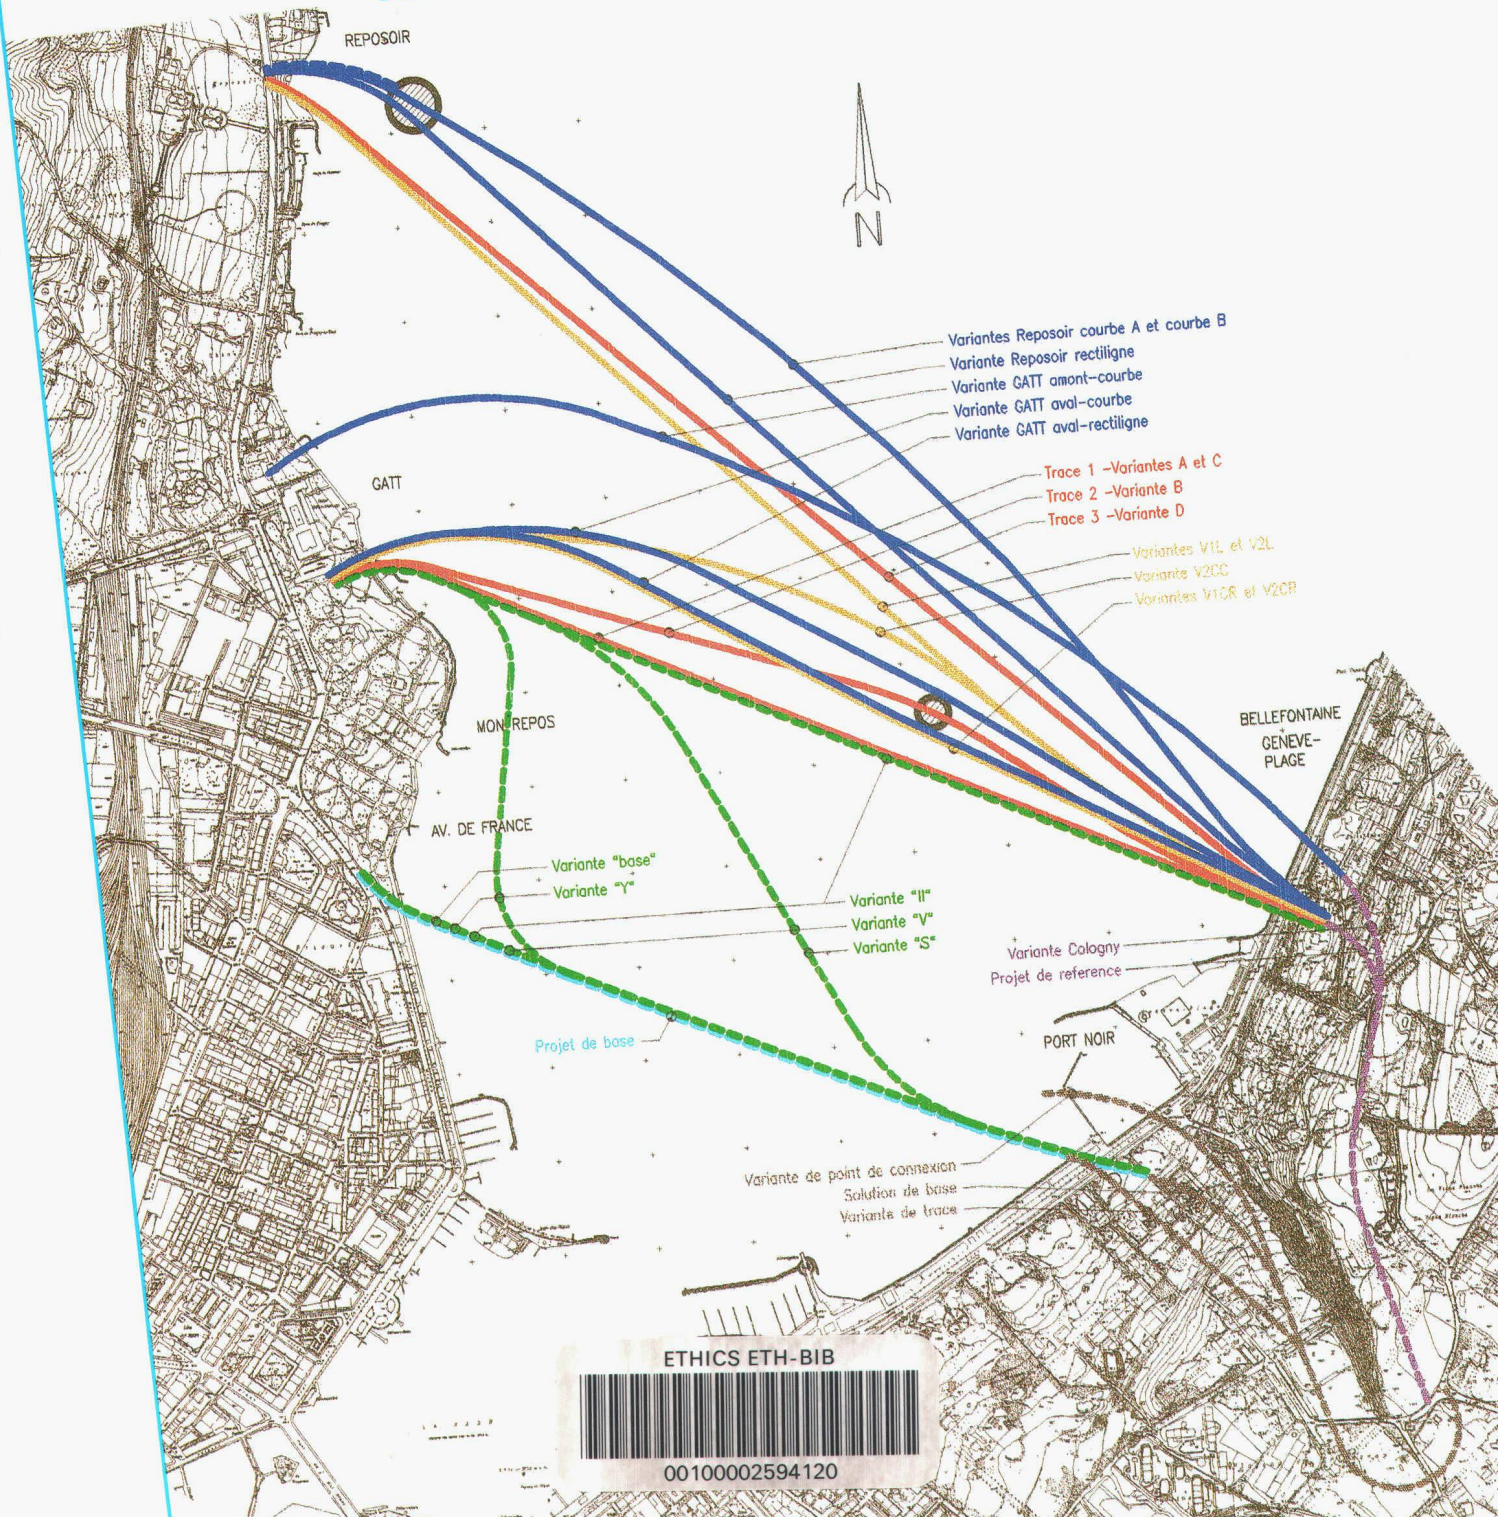 REPOSOIR
N
Variantes Reposoir courbe A et courbe B
Variante Reposoir rectiligne
Variante GATT amont-courbe
Variante GATT aval-courbe
Variante GATT aval-rectiligne
GATT
Trace 1 -Variantes A et C
Trace 2 -Variante B
Trace 3 -Variante D
Variantes V1L et V2L
Variante V2CC
Variantes V1CR et V2CR
MON REPOS
BELLEFONTAINE
GENEVE-
PLAGE
AV. DE FRANCE
Variante "base"
Variante "Y"
Variante "II"
Variante "V"
Variante "S"
Variante Cologny
Projet de reference
Projet de base
PORT NOIR
Variante de point de connexion
Solution de base
Variante de trace
ETHICS ETH-BIB
00100002594120